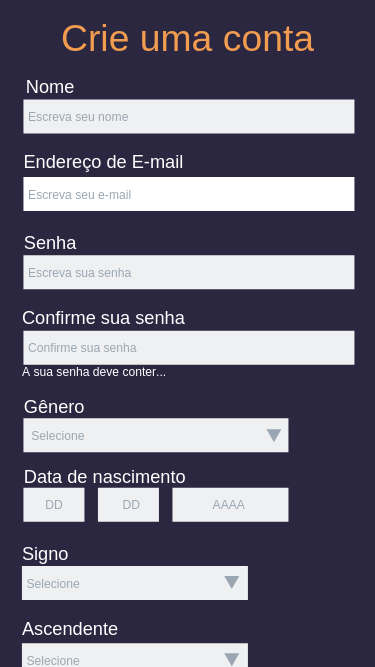 Crie uma conta
Nome
Escreva seu nome
Endereço de E-mail
Escreva seu e-mail
Senha
Escreva sua senha
Confirme sua senha
Confirme sua senha
A sua senha deve conter...
Gênero
Selecione
Data de nascimento
DD DD AAAA
Signo
Selecione
Ascendente
Selecione